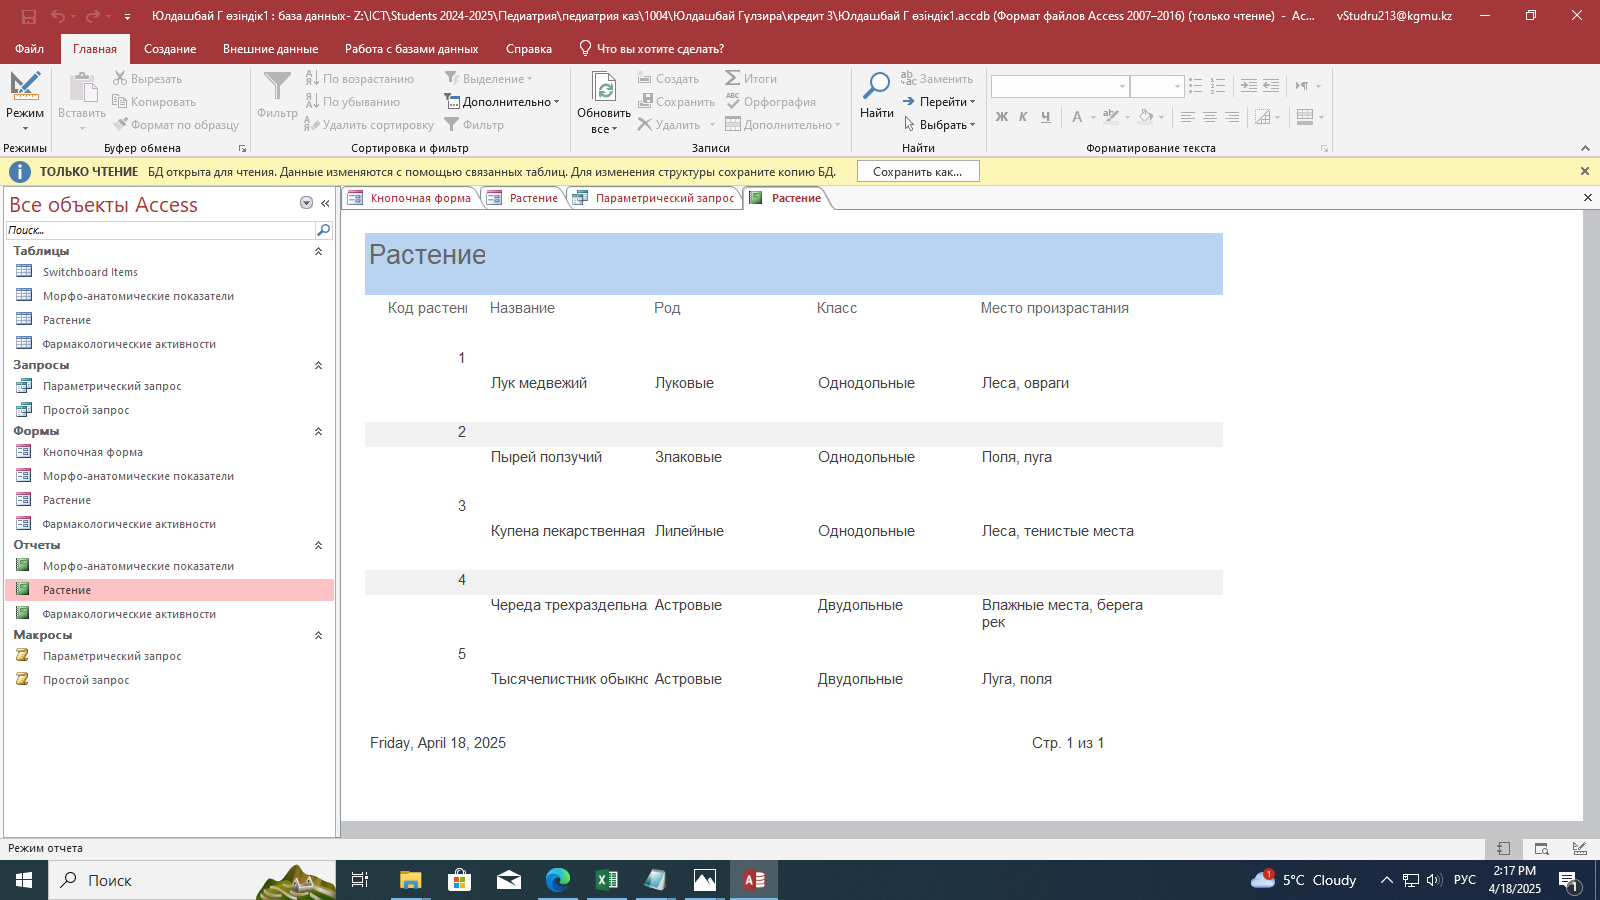 Юлдашбай Г өзіндік1 : база данных- Z:\ICT\Students 2024-2025\Педиатрия\педиатрия каз\1004\Юлдашбай Гүлзира\кредит 3\Юлдашбай Г өзіндік1.accdb (Формат файлов Access 2007–2016) (только чтение) - Ac...
vStudru213@kgmu.kz
Файл Главная Создание Внешние данные Работа с базами данных Справка Что вы хотите сделать?
Режим
Режимы
Вставить
Вырезать
Копировать
Формат по образцу
Буфер обмена
Фильтр
По возрастанию
По убыванию
Удалить сортировку
Выделение
Дополнительно
Фильтр
Сортировка и фильтр
Обновить
все
Создать
Сохранить
Удалить
Итоги
Орфография
Дополнительно
Записи
Найти
Заменить
Перейти
Выбрать
Найти
Ж К Ч А
Форматирование текста
ТОЛЬКО ЧТЕНИЕ БД открыта для чтения. Данные изменяются с помощью связанных таблиц. Для изменения структуры сохраните копию БД. Сохранить как...
Все объекты Access
Поиск...
Таблицы
Switchboard Items
Морфо-анатомические показатели
Растение
Фармакологические активности
Запросы
Параметрический запрос
Простой запрос
Формы
Кнопочная форма
Морфо-анатомические показатели
Растение
Фармакологические активности
Отчеты
Морфо-анатомические показатели
Растение
Фармакологические активности
Макросы
Параметрический запрос
Простой запрос
Кнопочная форма Растение Параметрический запрос Растение
Растение
Код растен Название Род Класс Место произрастания
1
Лук медвежий Луковые Однодольные Леса, овраги
2
Пырей ползучий Злаковые Однодольные Поля, луга
3
Купена лекарственная Лилейные Однодольные Леса, тенистые места
4
Череда трехраздельна Астровые Двудольные Влажные места, берега
рек
5
Тысячелистник обыкно Астровые Двудольные Луга, поля
Friday, April 18, 2025 Стр. 1 из 1
Режим отчета
Поиск
1 5°C Cloudy
РУС
2:17 PM
4/18/2025
1